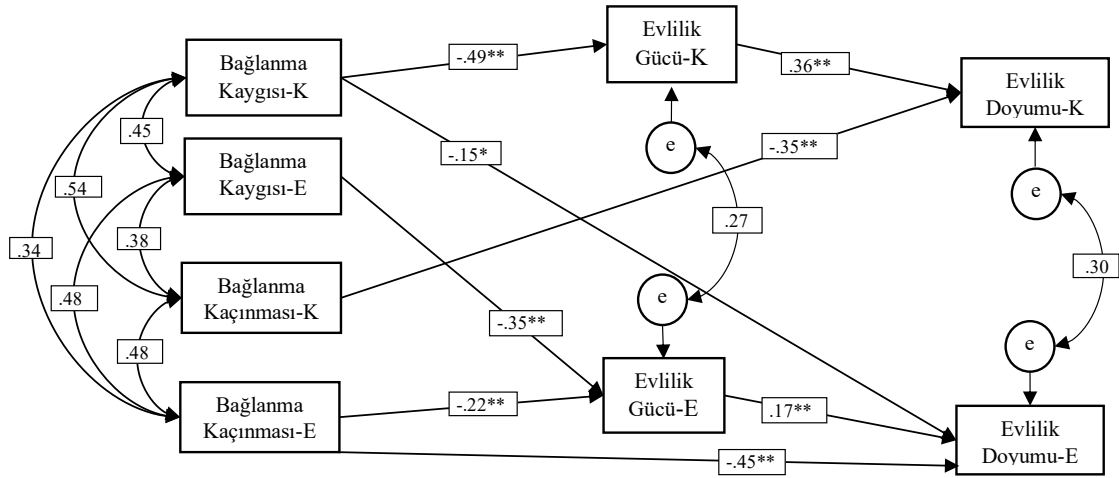 Bağlanma
Kaygısı-K
Bağlanma
Kaygısı-E
Bağlanma
Kaçınması-K
Bağlanma
Kaçınması-E
.45
.54
.34
.38
.48
.48
-.49**
-.15*
-.35**
-.22**
-.45**
Evlilik
Gücü-K
e
.27
e
Evlilik
Gücü-E
.36**
-.35**
.17**
Evlilik
Doyumu-K
e
.30
e
Evlilik
Doyumu-E